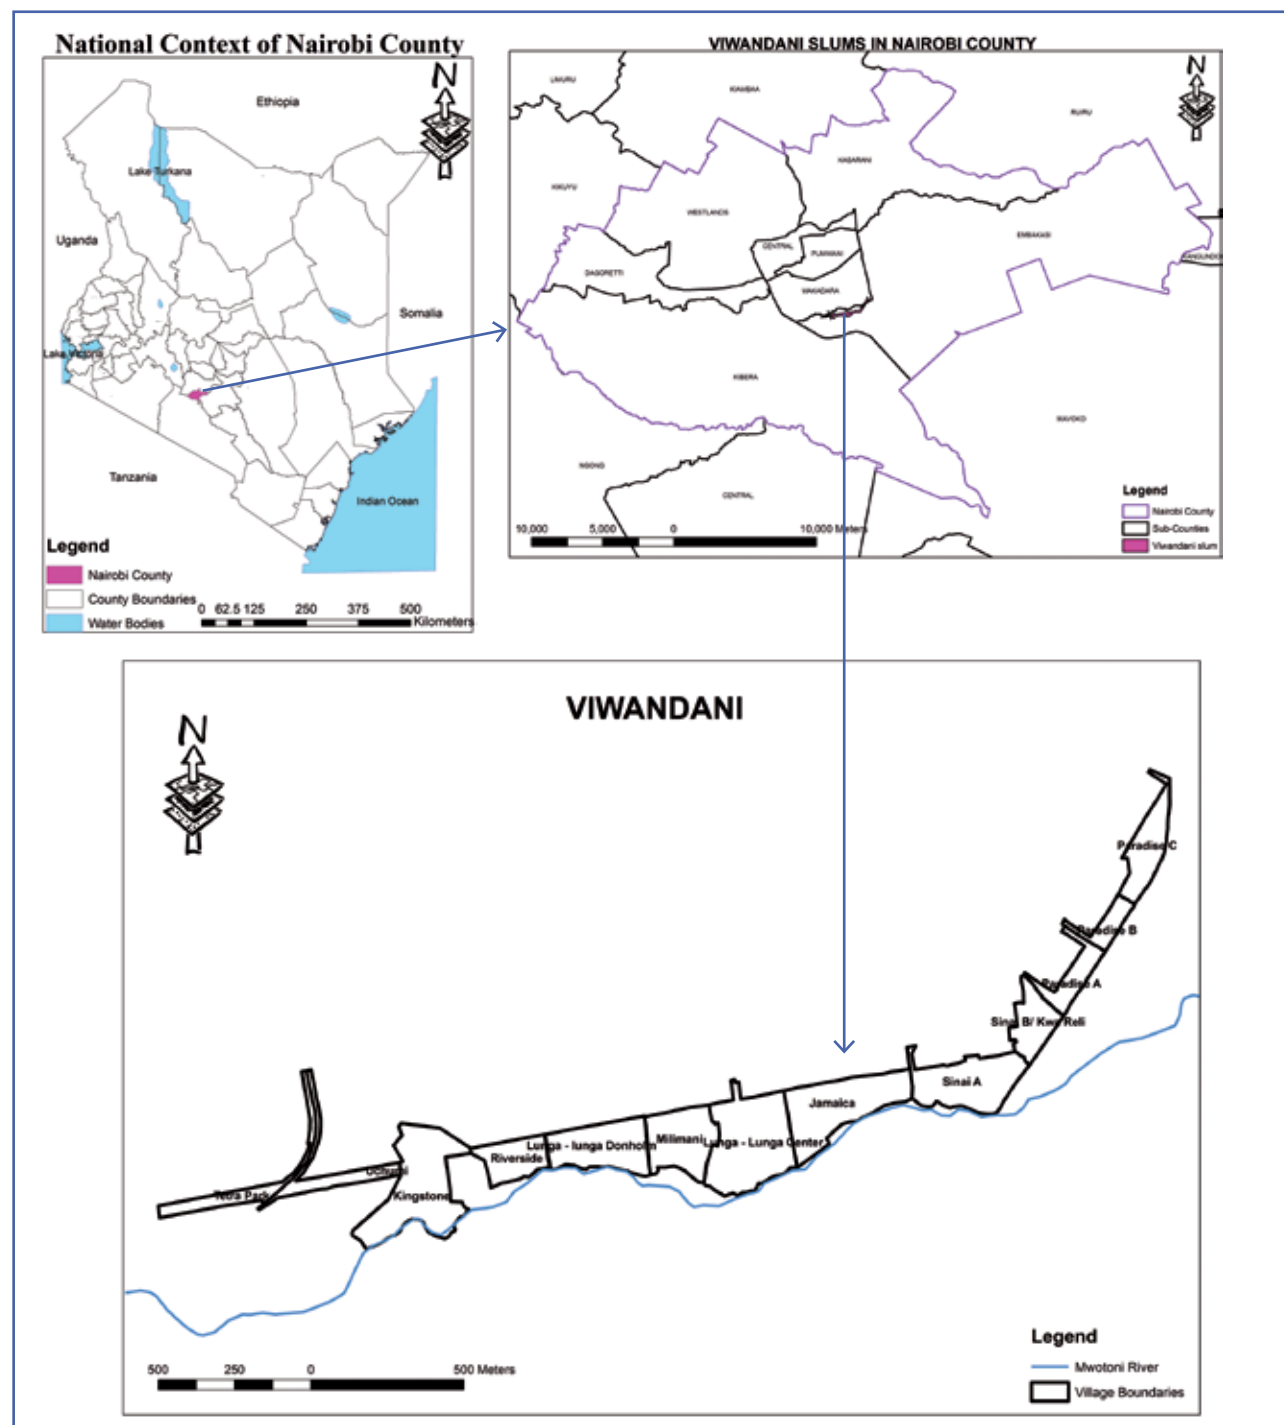 National Context of Nairobi County
N
Ethiopia
Lake Turkana
Uganda
Somalia
Lake Victoria
Tanzania
Indian Ocean
Legend
Nairobi County
County Boundaries
Water Bodies
0 62.5 125 250 375 500
Kilometers
VIWANDANI SLUMS IN NAIROBI COUNTY
N
LIMURU
KIAMBAA
RUIRU
KASARANI
KIKUYU
WESTLANDS
EMBAKASI
CENTRAL
PUMWANI
DAGORETTI
MAKADARA
KIBERA
MAVOKO
NGONG
CENTRAL
Legend
Nairobi County
Sub-Counties
Viwandani slum
10,000 5,000 0 10,000 Meters
VIWANDANI
N
Paradise C
Paradise B
Paradise A
Sinai B/ Kwa Reli
Sinai A
Jamaica
Lunga - Lunga Center
Milimani
Lunga - lunga Donholm
Riverside
Uchumi
Kingstone
Tetra Park
Legend
Mwotoni River
Village Boundaries
500 250 0 500 Meters